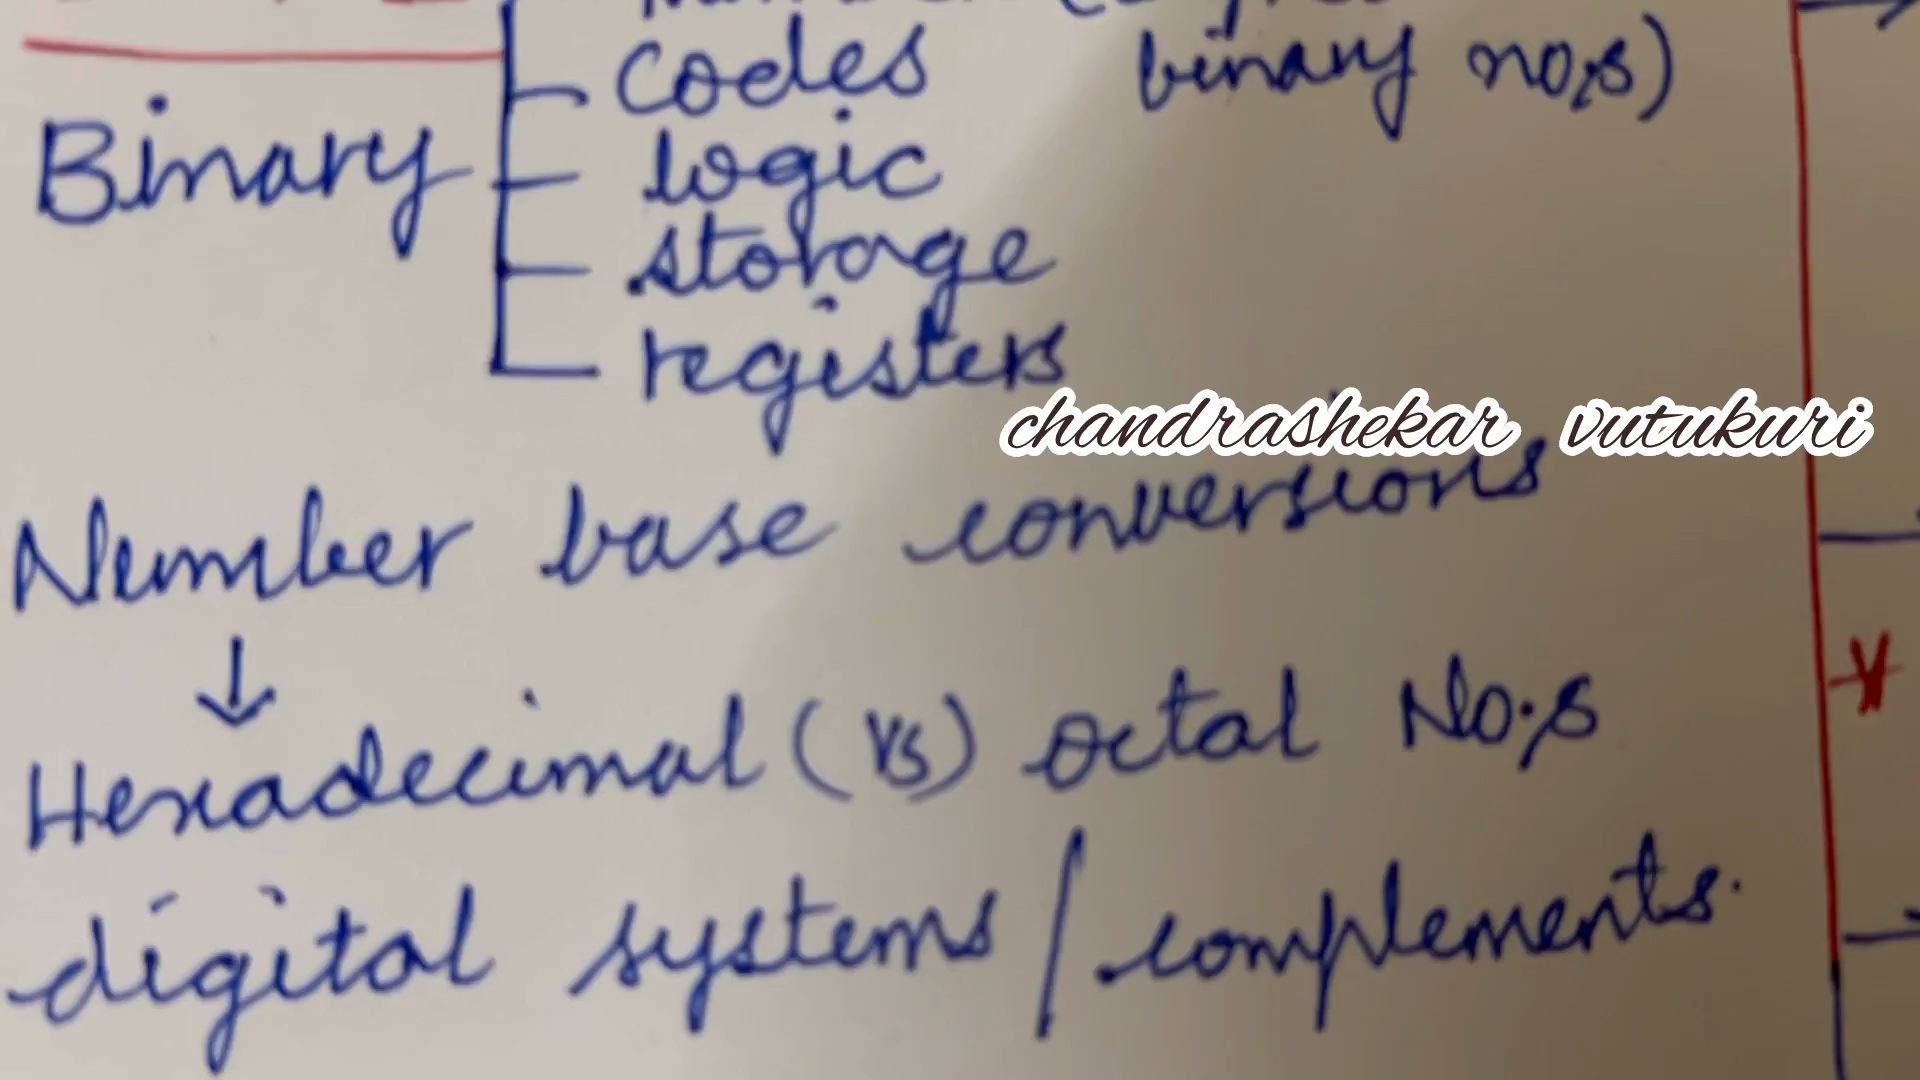 codes binary no;s)
Binary
logic
storage
registers
chandrashekar vutukuri
Number base conversions
↓
Hexadecimal (vs) octal No;s
digital systems / complements.